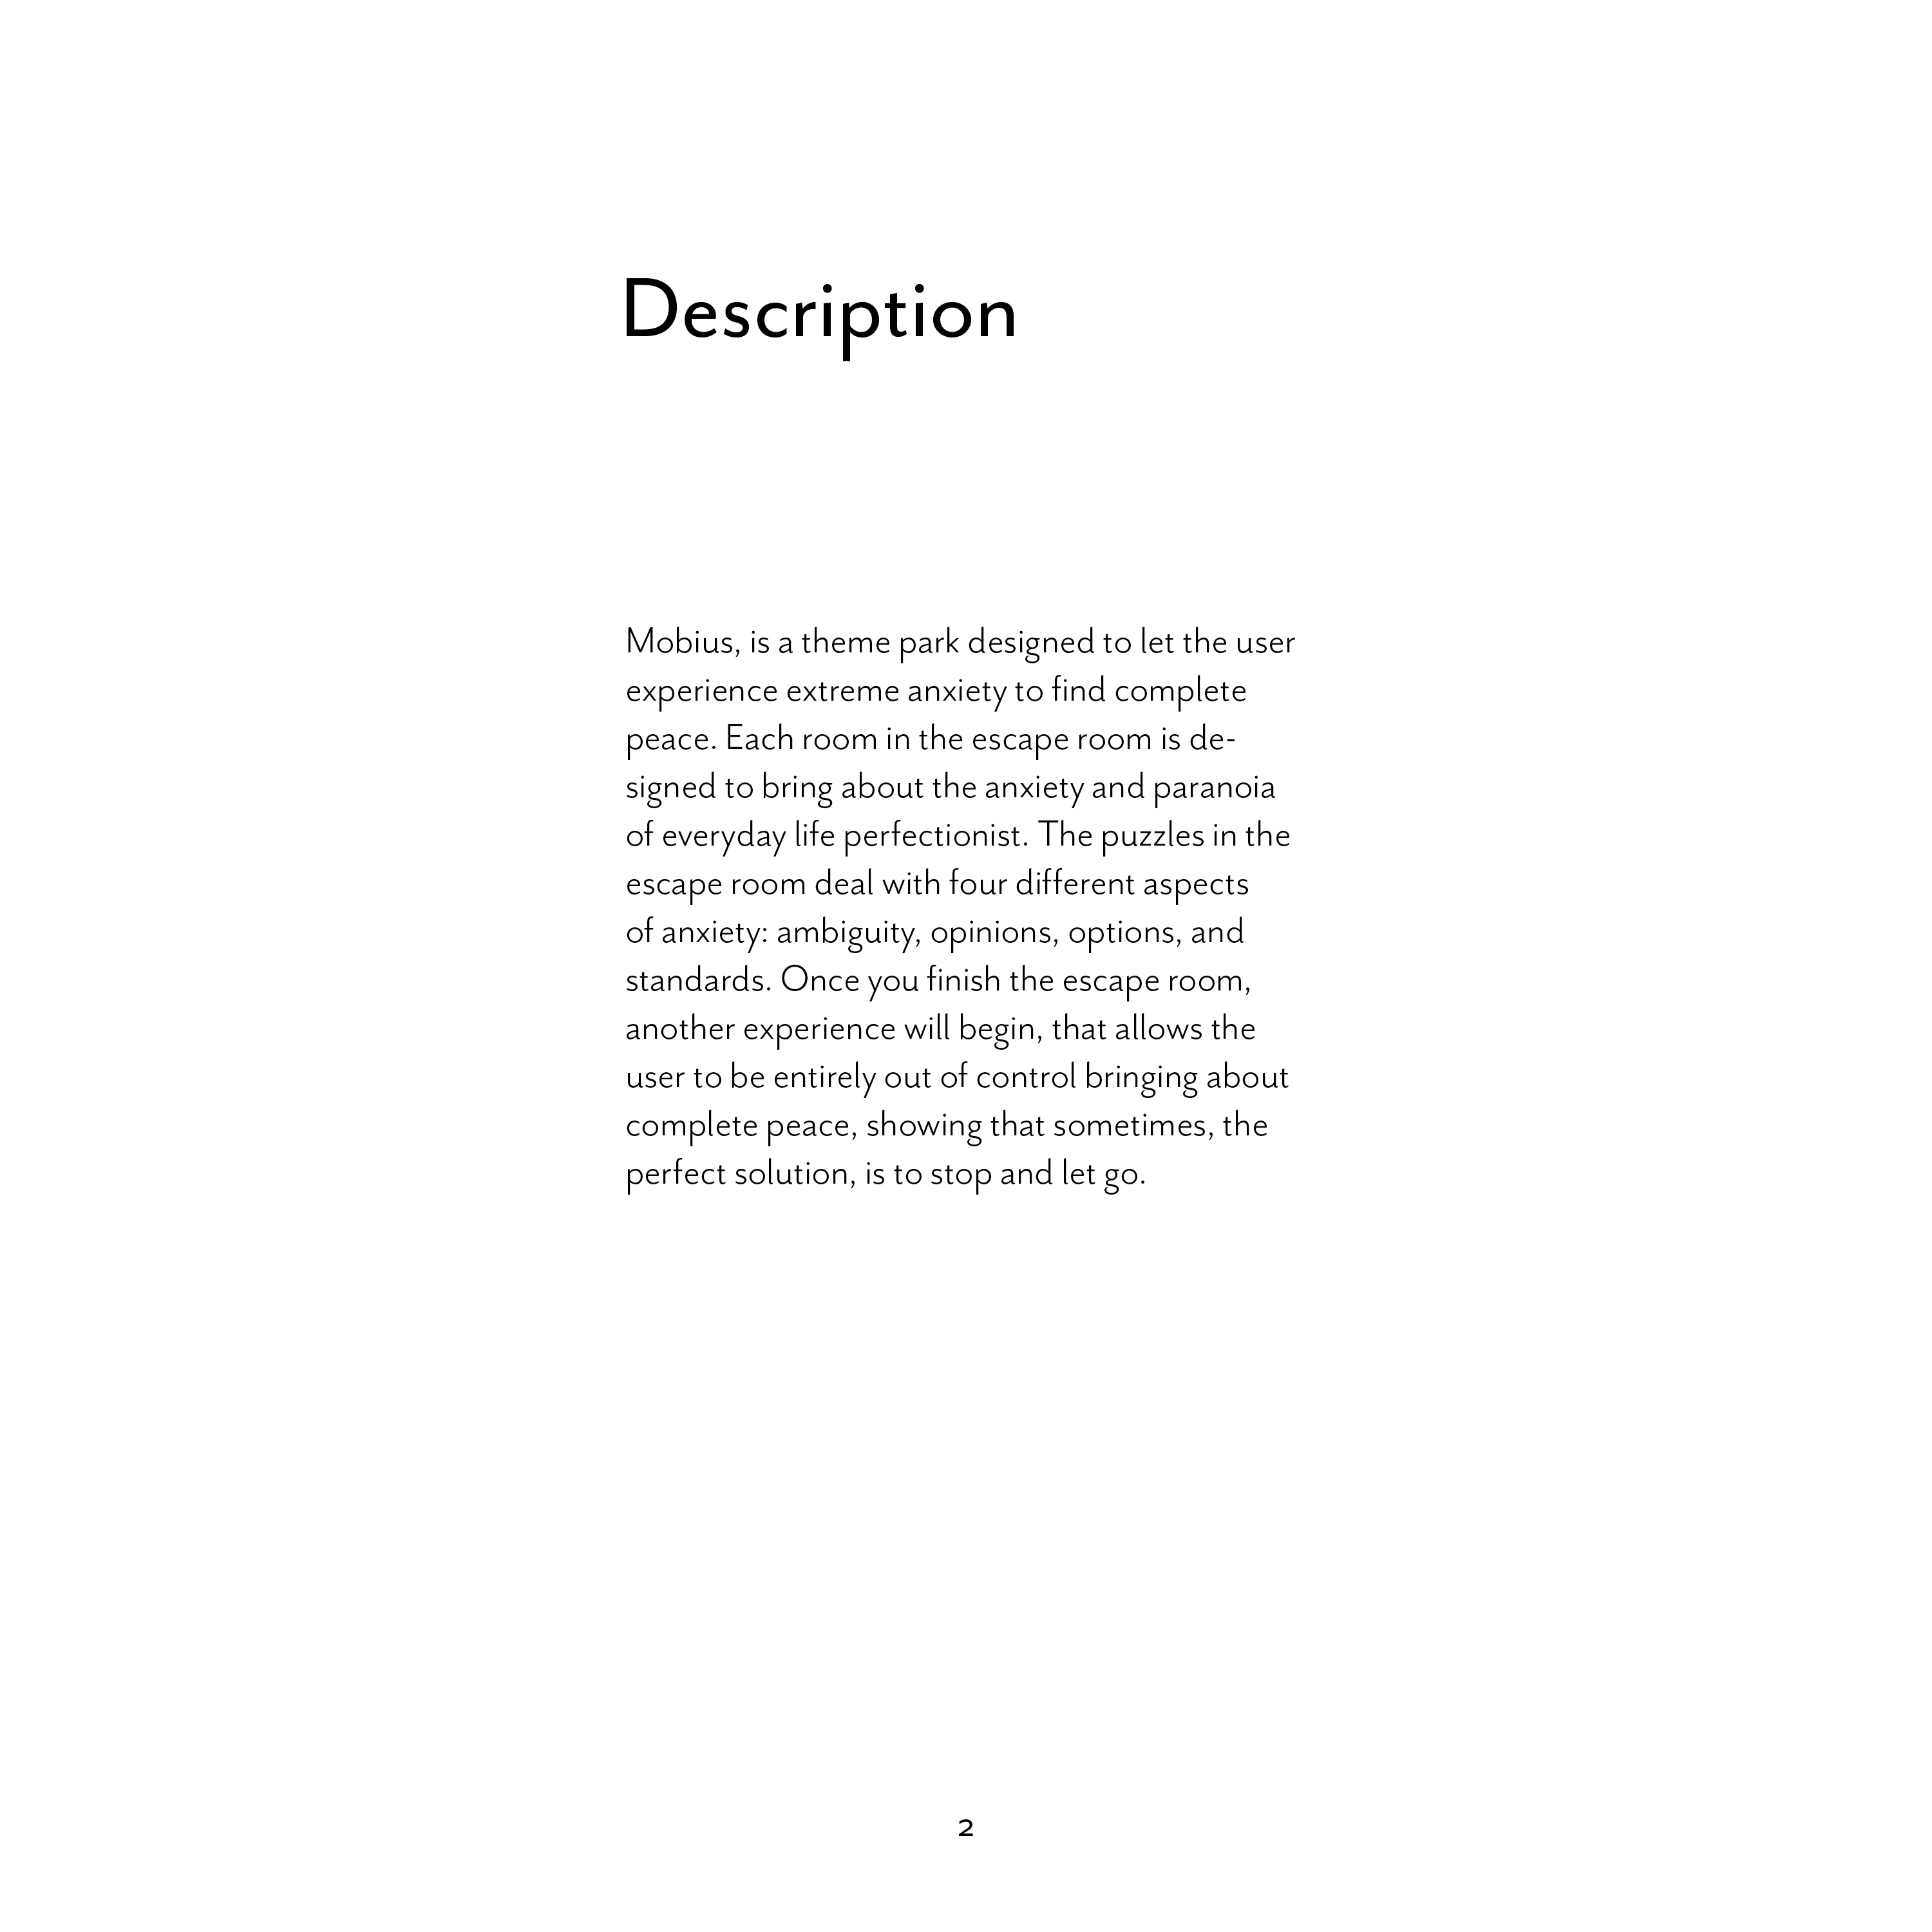 Description
Mobius, is a theme park designed to let the user
experience extreme anxiety to find complete
peace. Each room in the escape room is de-
signed to bring about the anxiety and paranoia
of everyday life perfectionist. The puzzles in the
escape room deal with four different aspects
of anxiety: ambiguity, opinions, options, and
standards. Once you finish the escape room,
another experience will begin, that allows the
user to be entirely out of control bringing about
complete peace, showing that sometimes, the
perfect solution, is to stop and let go.
2